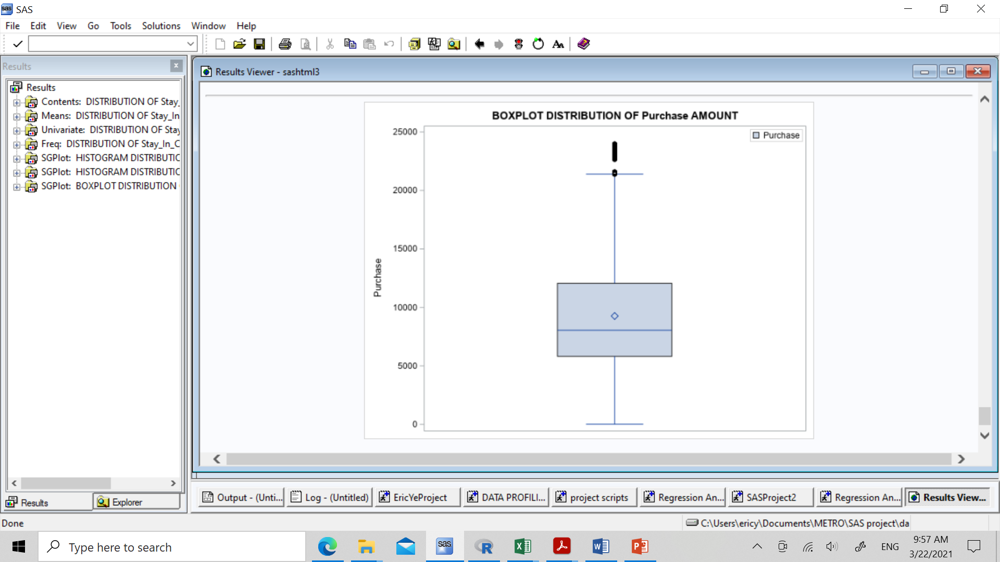 SAS
File Edit View Go Tools Solutions Window Help
Results
Results
Contents: DISTRIBUTION OF Stay_
Means: DISTRIBUTION OF Stay_In
Univariate: DISTRIBUTION OF Stay
Freq: DISTRIBUTION OF Stay_In_C
SGPlot: HISTOGRAM DISTRIBUTIO
SGPlot: HISTOGRAM DISTRIBUTIO
SGPlot: BOXPLOT DISTRIBUTION
Results Explorer
Results Viewer - sashtml3
BOXPLOT DISTRIBUTION OF Purchase AMOUNT
Purchase
25000
20000
15000
10000
5000
0
Purchase
Output - (Unti... Log - (Untitled) EricYeProject DATA PROFILI... project scripts Regression An... SASProject2 Regression An... Results View...
Done
C:\Users\ericy\Documents\METRO\SAS project\da
Type here to search
sas
ENG
9:57 AM
3/22/2021